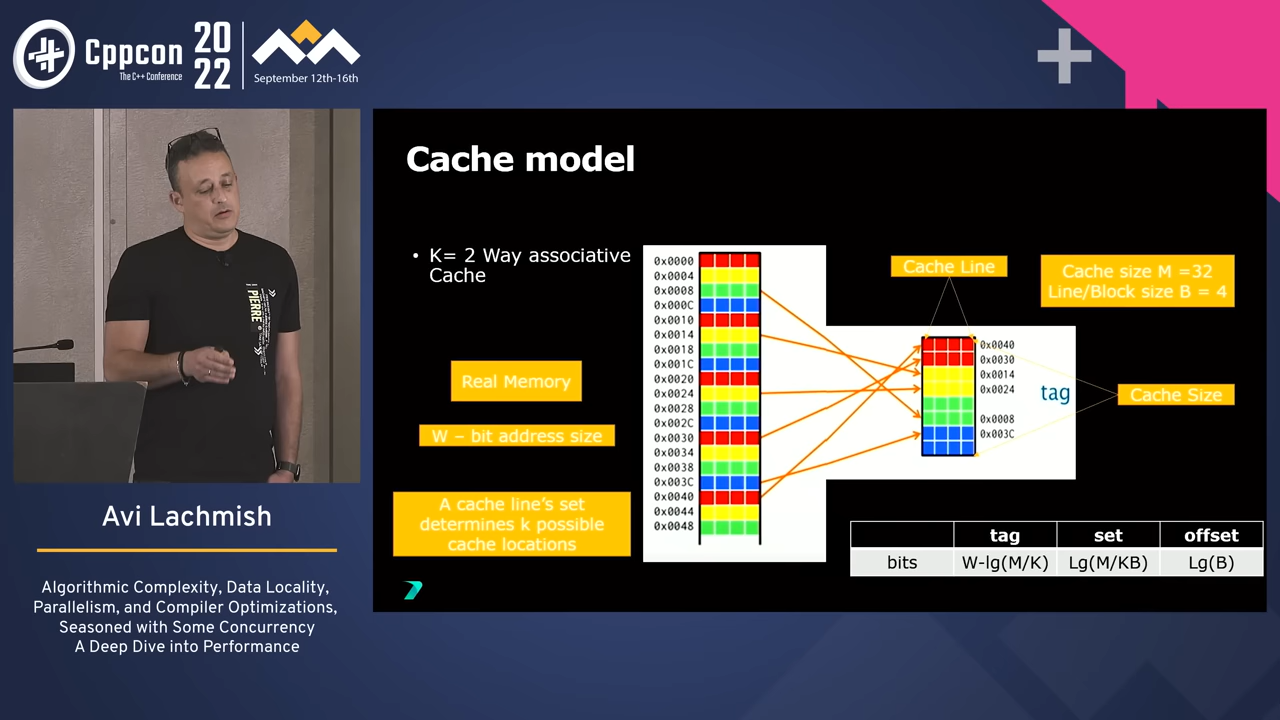 Cppcon
The C++ Conference
20
22
September 12th-16th
Cache model
• K= 2 Way associative
Cache
Real Memory
W – bit address size
A cache line's set
determines k possible
cache locations
0x0000
0x0004
0x0008
0x000C
0x0010
0x0014
0x0018
0x001C
0x0020
0x0024
0x0028
0x002C
0x0030
0x0034
0x0038
0x003C
0x0040
0x0044
0x0048
Cache Line
Cache size M =32
Line/Block size B = 4
0x0040
0x0030
0x0014
0x0024
0x0008
0x003C
tag
Cache Size
tag set offset
bits W-lg(M/K) Lg(M/KB) Lg(B)
PIERRE
Avi Lachmish
Algorithmic Complexity, Data Locality,
Parallelism, and Compiler Optimizations,
Seasoned with Some Concurrency
A Deep Dive into Performance